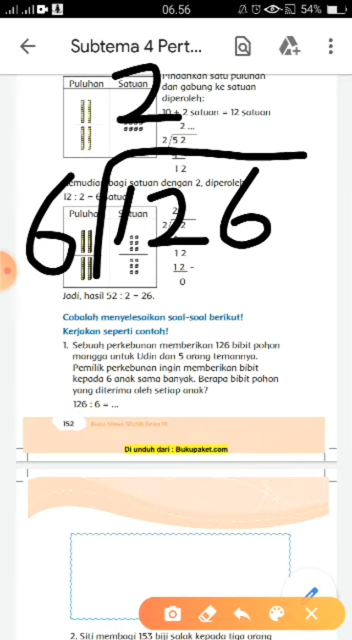 06.56
54%
Subtema 4 Pert...
Puluhan Satuan
Pindahkan satu puluhan
dan gabung ke satuan
diperoleh:
10 + 2 satuan = 12 satuan
2 ...
2 52
12
2
6 126
Kemudian bagi satuan dengan 2, diperoleh
12 : 2 = 6 satuan
Puluhan Satuan
12
12 -
0
Jadi, hasil 52 : 2 = 26.
Cobalah menyelesaikan soal-soal berikut!
Kerjakan seperti contoh!
1. Sebuah perkebunan memberikan 126 bibit pohon
mangga untuk Udin dan 5 orang temannya.
Pemilik perkebunan ingin memberikan bibit
kepada 6 anak sama banyak. Berapa bibit pohon
yang diterima oleh setiap anak?
126 : 6 = ...
152
Di unduh dari : Bukupaket.com
2. Siti membagi 153 biji salak kepada tiga orang